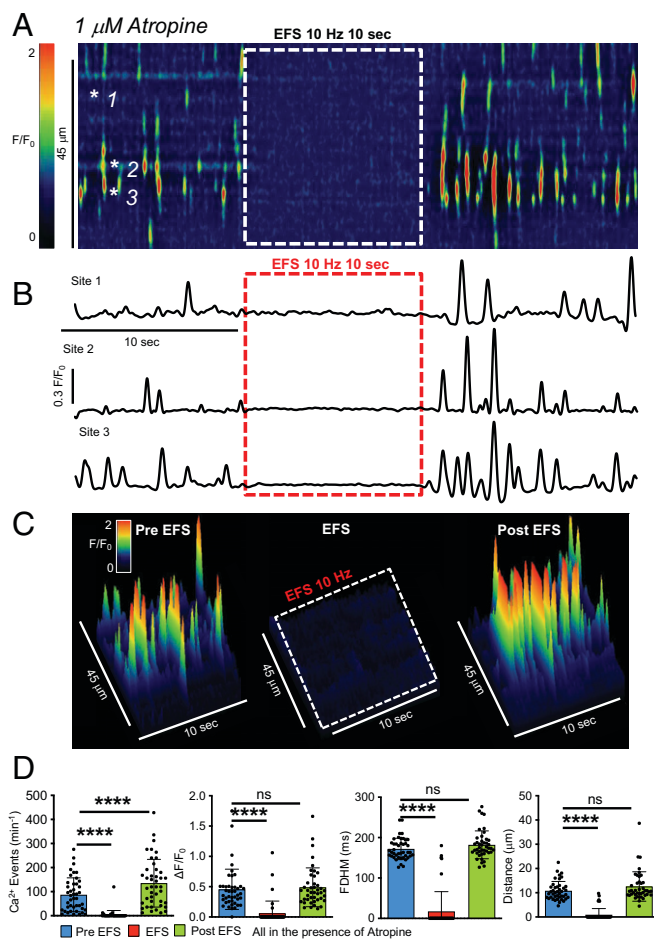 A
1 μM Atropine
EFS 10 Hz 10 sec
2
F/F₀
0
45 μm
* 1
* 2
* 3
B
EFS 10 Hz 10 sec
Site 1
10 sec
Site 2
0.3 F/F₀
Site 3
C
2
F/F₀
0
Pre EFS
EFS
Post EFS
EFS 10 Hz
45 μm
10 sec
45 μm
10 sec
45 μm
10 sec
D
Ca²⁺ Events (min⁻¹)
500
400
300
200
100
0
****
****
ΔF/F₀
2.0
1.5
1.0
0.5
0.0
ns
****
FDHM (ms)
300
200
100
0
ns
****
Distance (μm)
60
40
20
0
ns
****
Pre EFS EFS Post EFS All in the presence of Atropine